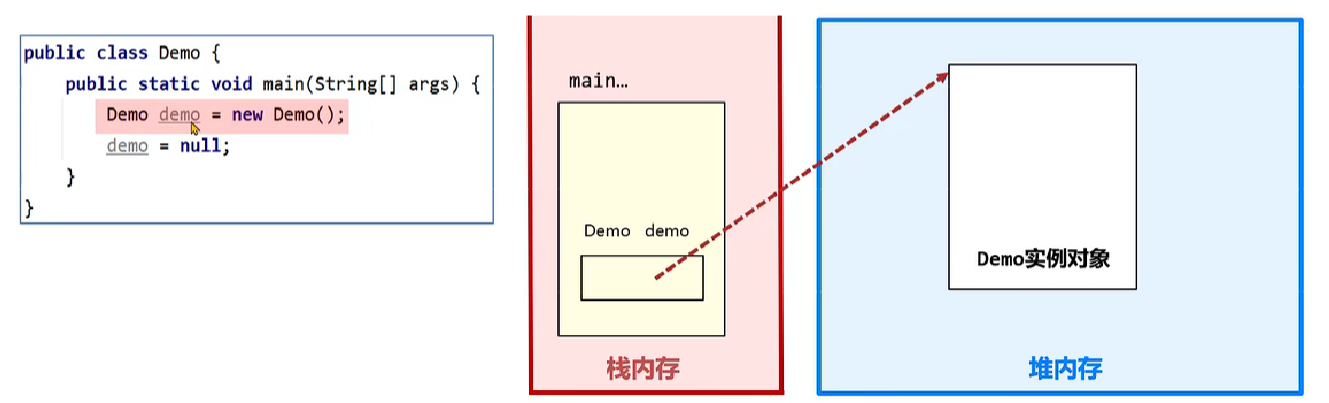 public class Demo {
public static void main(String[] args) {
Demo demo = new Demo();
demo = null;
}
}
main...
Demo demo
栈内存
Demo实例对象
堆内存